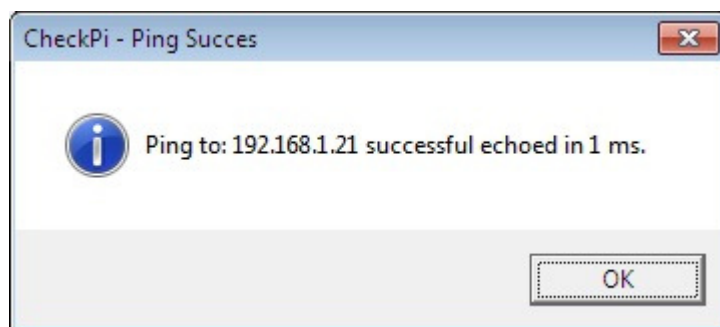 CheckPi - Ping Succes
Ping to: 192.168.1.21 successful echoed in 1 ms.
OK